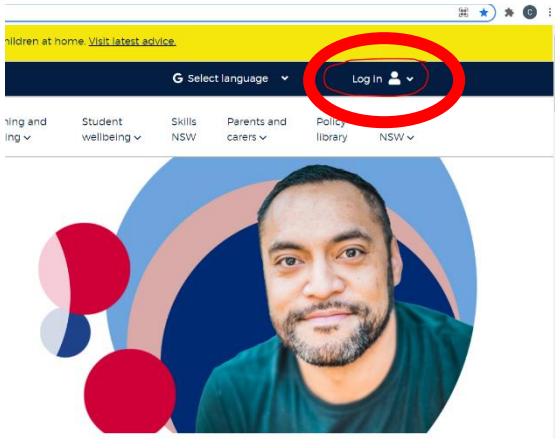 C
hildren at home. Visit latest advice.
G Select language
Log in
ning and Student Skills Parents and Policy
ing wellbeing NSW carers library NSW